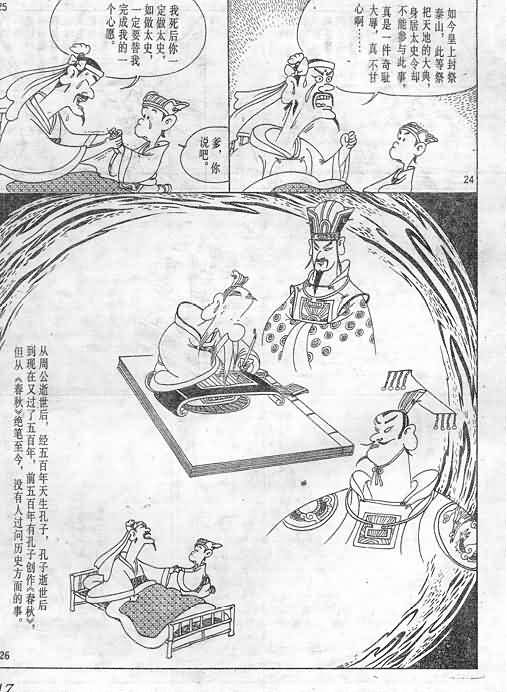 如今皇上封祭
泰山，此等祭
祀天地的大典，
身居太史令却
不能参与此事，
真是一件奇耻
大辱，真不甘
心啊……
24
我死后你一
定做太史，
如做太史，
一定要替我
完成我的一
个心愿。
爹，你
说吧。
25
从周公逝世后，经五百年天生孔子，孔子逝世后
到现在又过了五百年，前五百年有孔子创作《春秋》，
但从《春秋》绝笔至今，没有人过问历史方面的事。
26
17